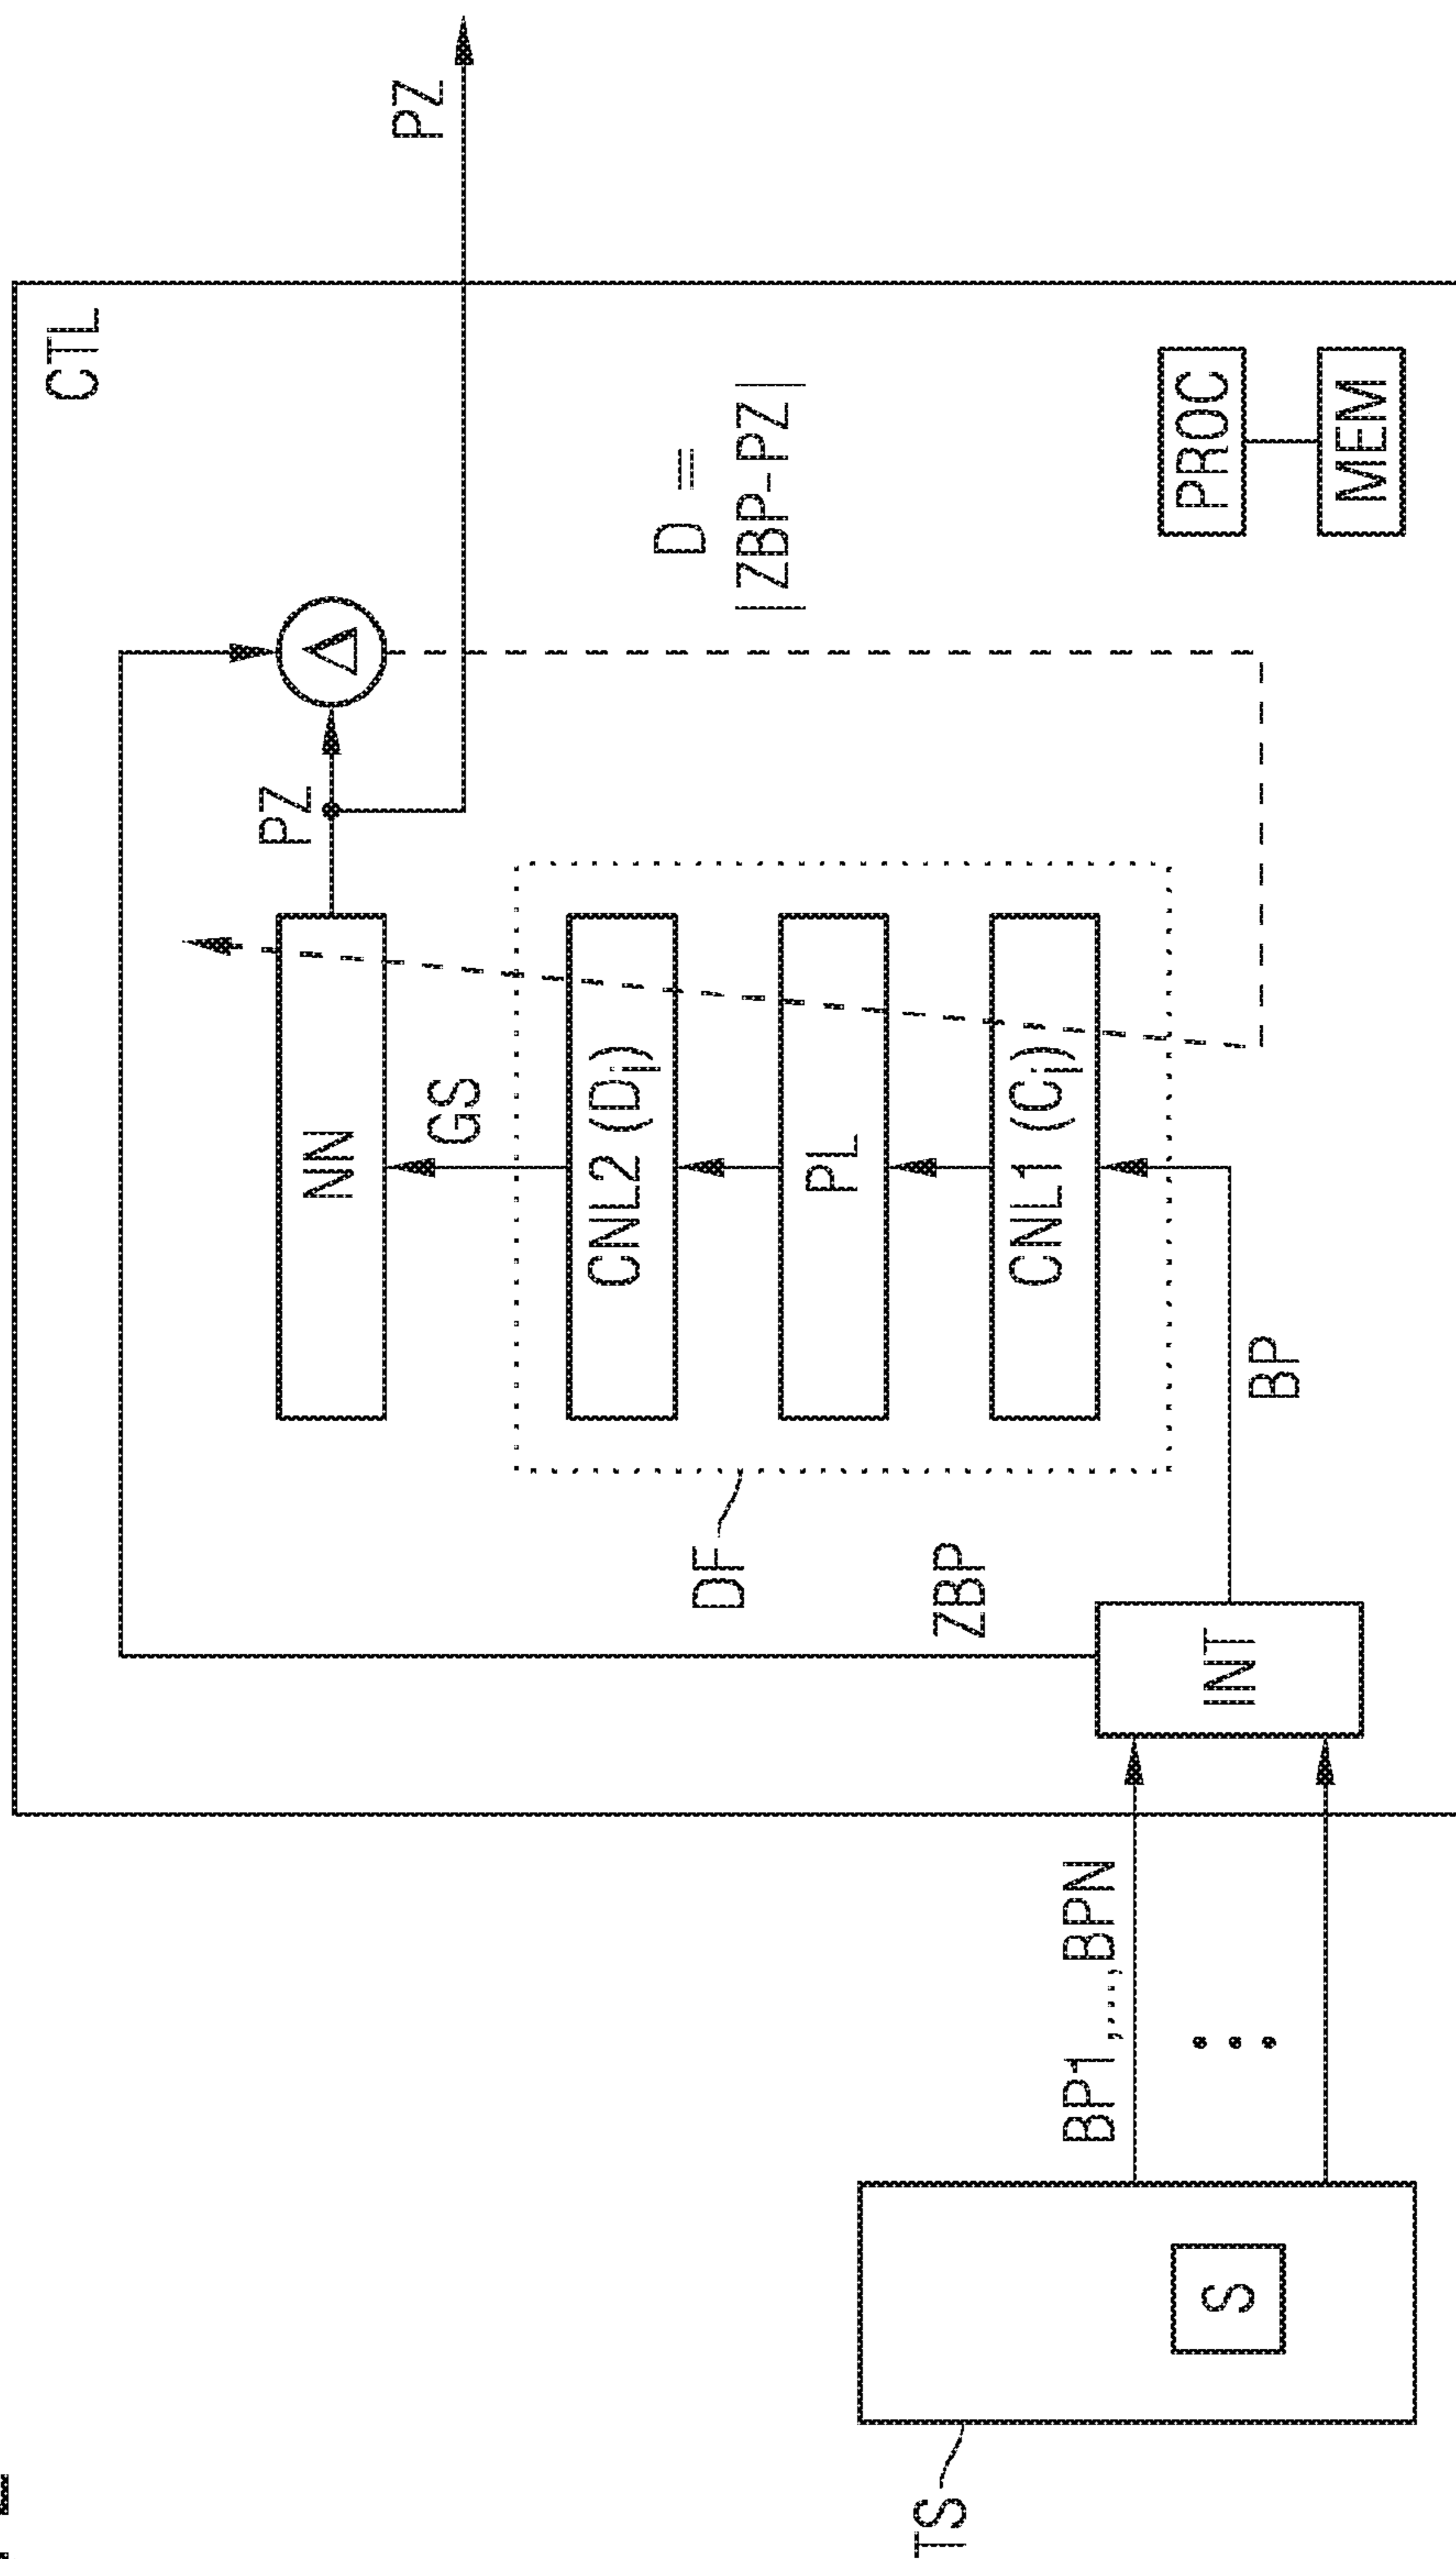 CTL
PZ
PZ
NN
GS
CNL2 (Dj)
PL
CNL1 (Cj)
DF
ZBP
BP
INT
Δ
D =
|ZBP-PZ|
PROC
MEM
BP1,...,BPN
S
TS